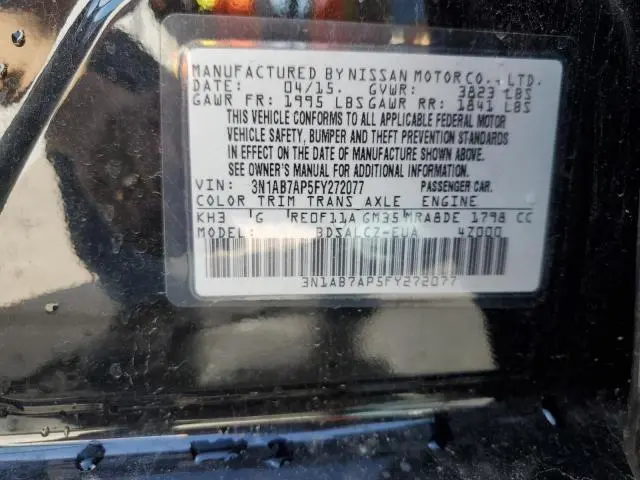 MANUFACTURED BY NISSAN MOTOR CO., LTD.
DATE: 04/15. GVWR: 3823 LBS
GAWR FR: 1995 LBS GAWR RR: 1841 LBS
THIS VEHICLE CONFORMS TO ALL APPLICABLE FEDERAL MOTOR
VEHICLE SAFETY, BUMPER AND THEFT PREVENTION STANDARDS
IN EFFECT ON THE DATE OF MANUFACTURE SHOWN ABOVE.
SEE OWNER'S MANUAL FOR ADDITIONAL INFORMATION.
VIN: 3N1AB7AP5FY272077 PASSENGER CAR.
COLOR TRIM TRANS AXLE ENGINE
KH3 G RE0F11A GM35 MRA8DE 1798 CC
MODEL: BDSALCZ-EUA 4Z000
3N1AB7AP5FY272077